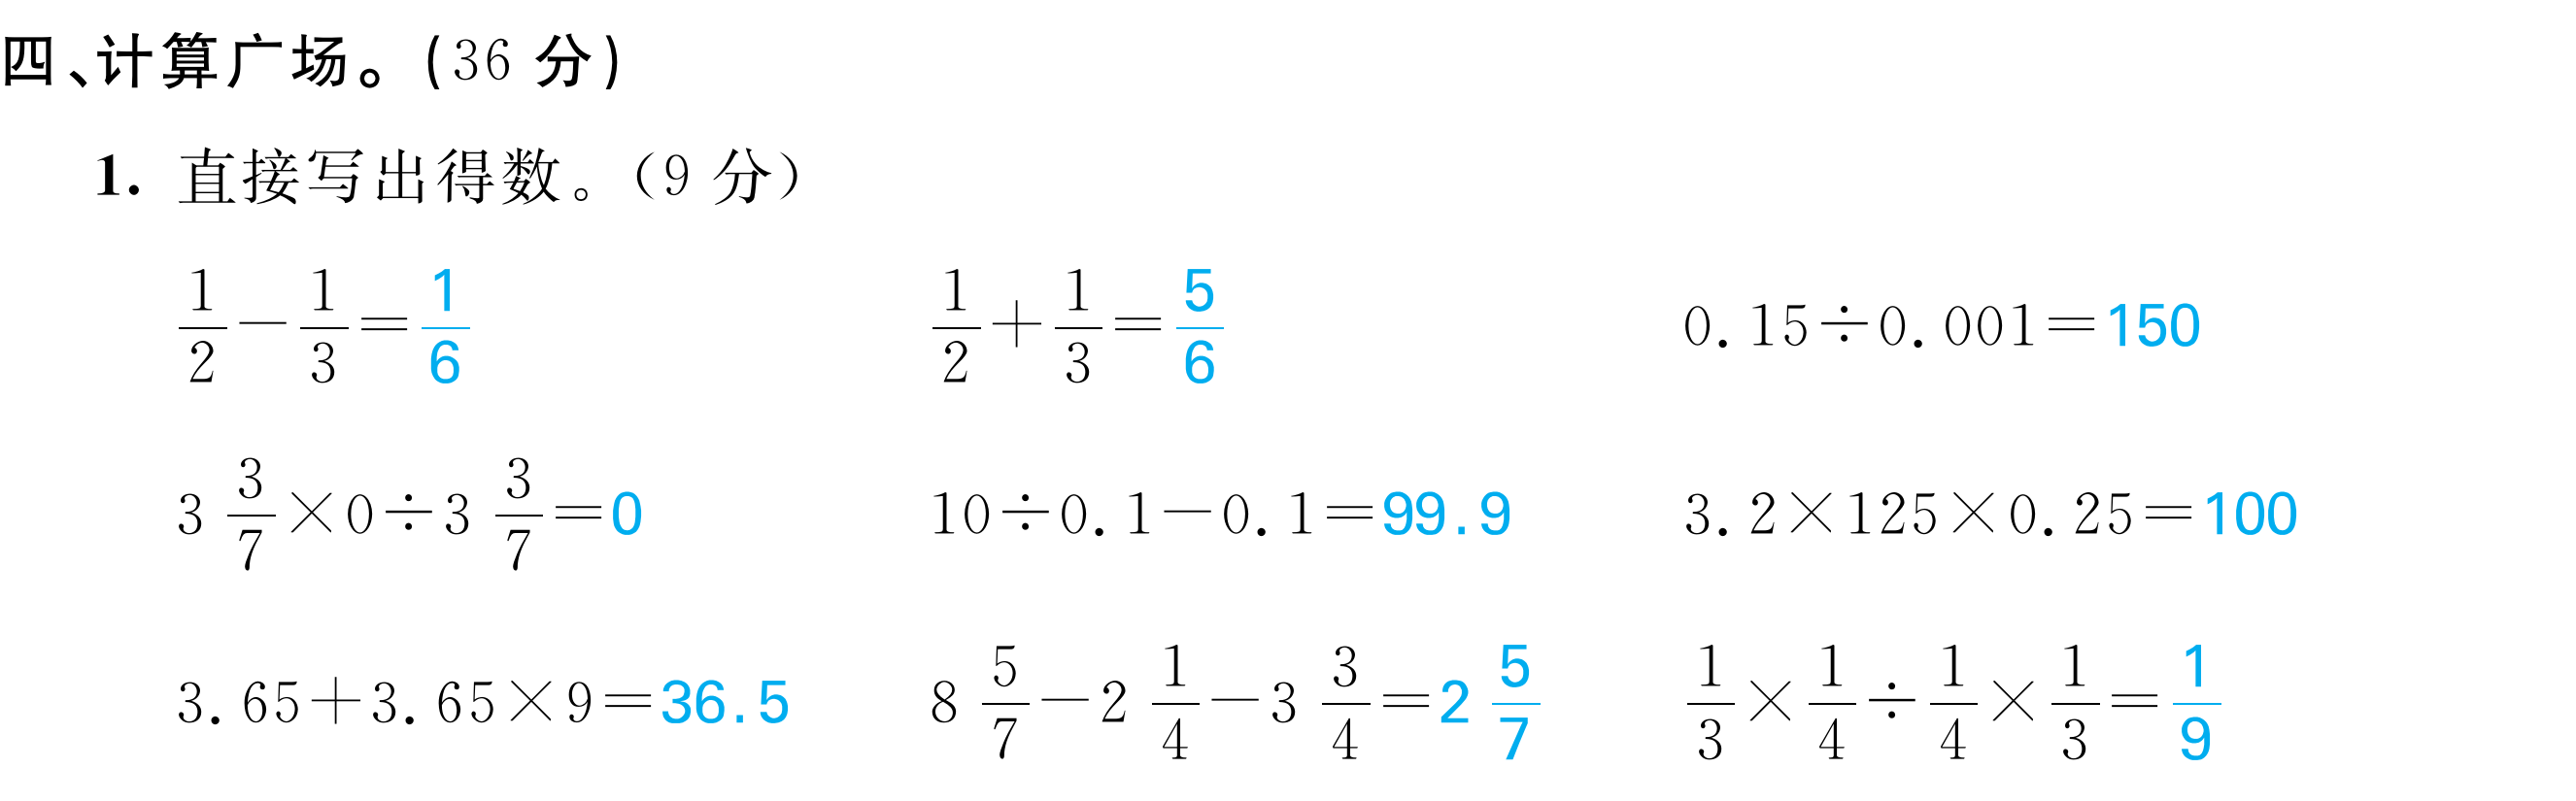 四、计算广场。(36 分)
1. 直接写出得数。（9 分）
1/2－1/3＝1/6 1/2＋1/3＝5/6 0.15÷0.001＝150
3 3/7×0÷3 3/7＝0 10÷0.1－0.1＝99.9 3.2×125×0.25＝100
3.65＋3.65×9＝36.5 8 5/7－2 1/4－3 3/4＝2 5/7 1/3×1/4÷1/4×1/3＝1/9